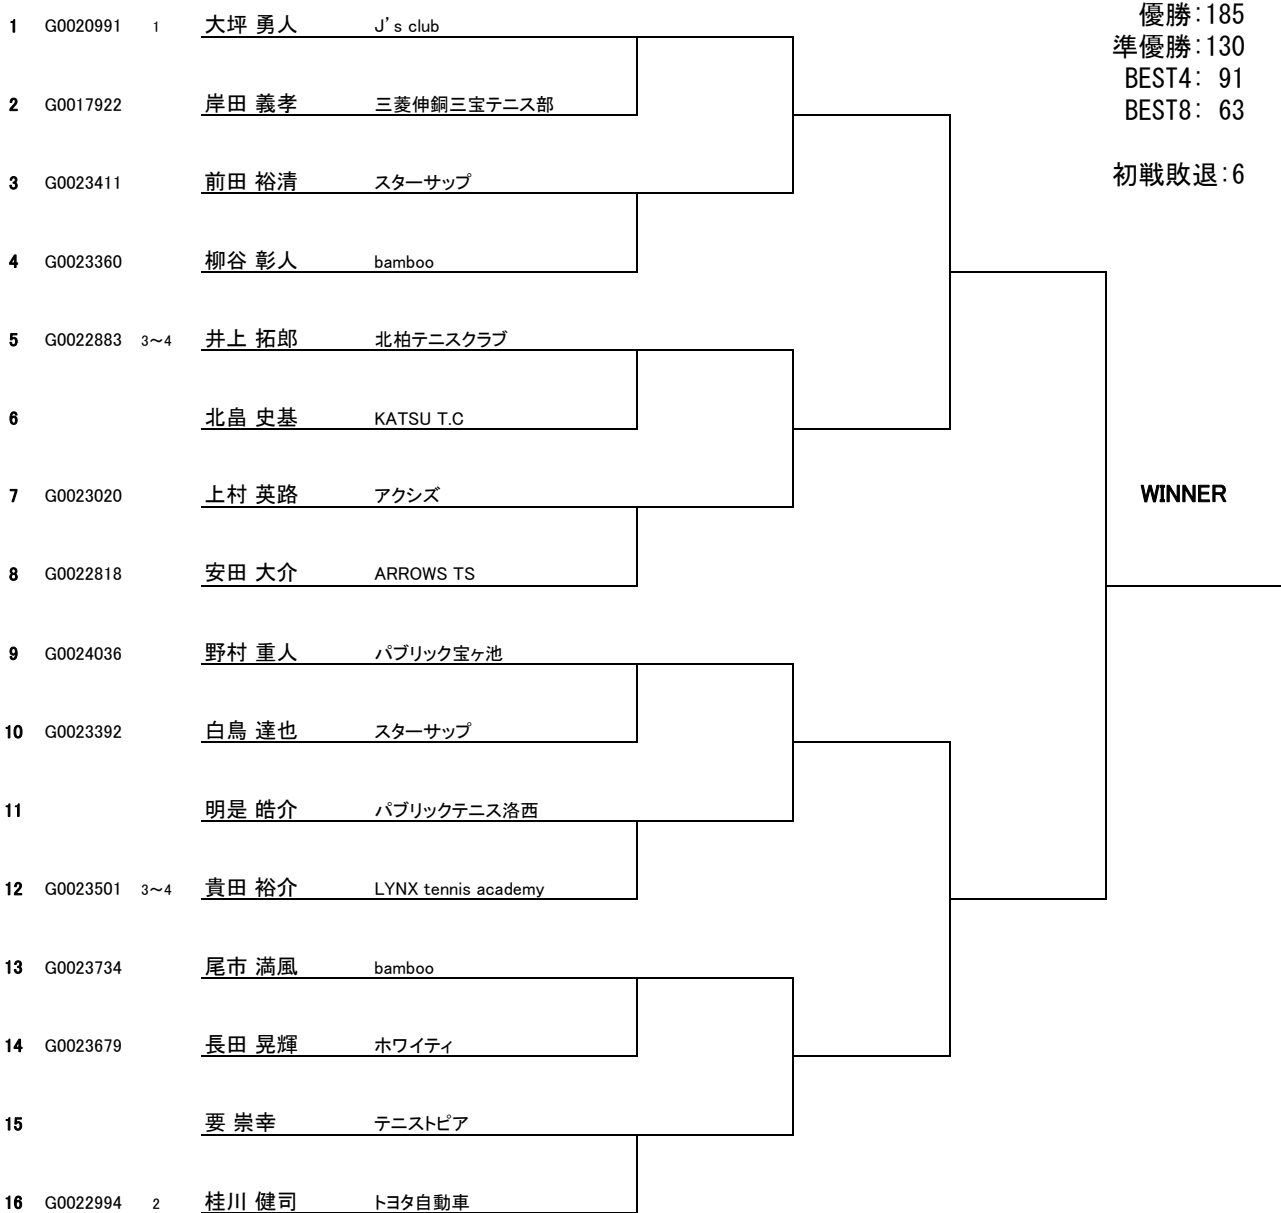 1 G0020991 1 大坪 勇人 J's club
優勝:185
準優勝:130
BEST4: 91
BEST8: 63
初戦敗退:6
2 G0017922 岸田 義孝 三菱伸銅三宝テニス部
3 G0023411 前田 裕清 スターサップ
4 G0023360 柳谷 彰人 bamboo
5 G0022883 3～4 井上 拓郎 北柏テニスクラブ
6 北畠 史基 KATSU T.C
7 G0023020 上村 英路 アクシズ
WINNER
8 G0022818 安田 大介 ARROWS TS
9 G0024036 野村 重人 パブリック宝ヶ池
10 G0023392 白鳥 達也 スターサップ
11 明是 皓介 パブリックテニス洛西
12 G0023501 3～4 貴田 裕介 LYNX tennis academy
13 G0023734 尾市 満風 bamboo
14 G0023679 長田 晃輝 ホワイティ
15 要 崇幸 テニストピア
16 G0022994 2 桂川 健司 トヨタ自動車